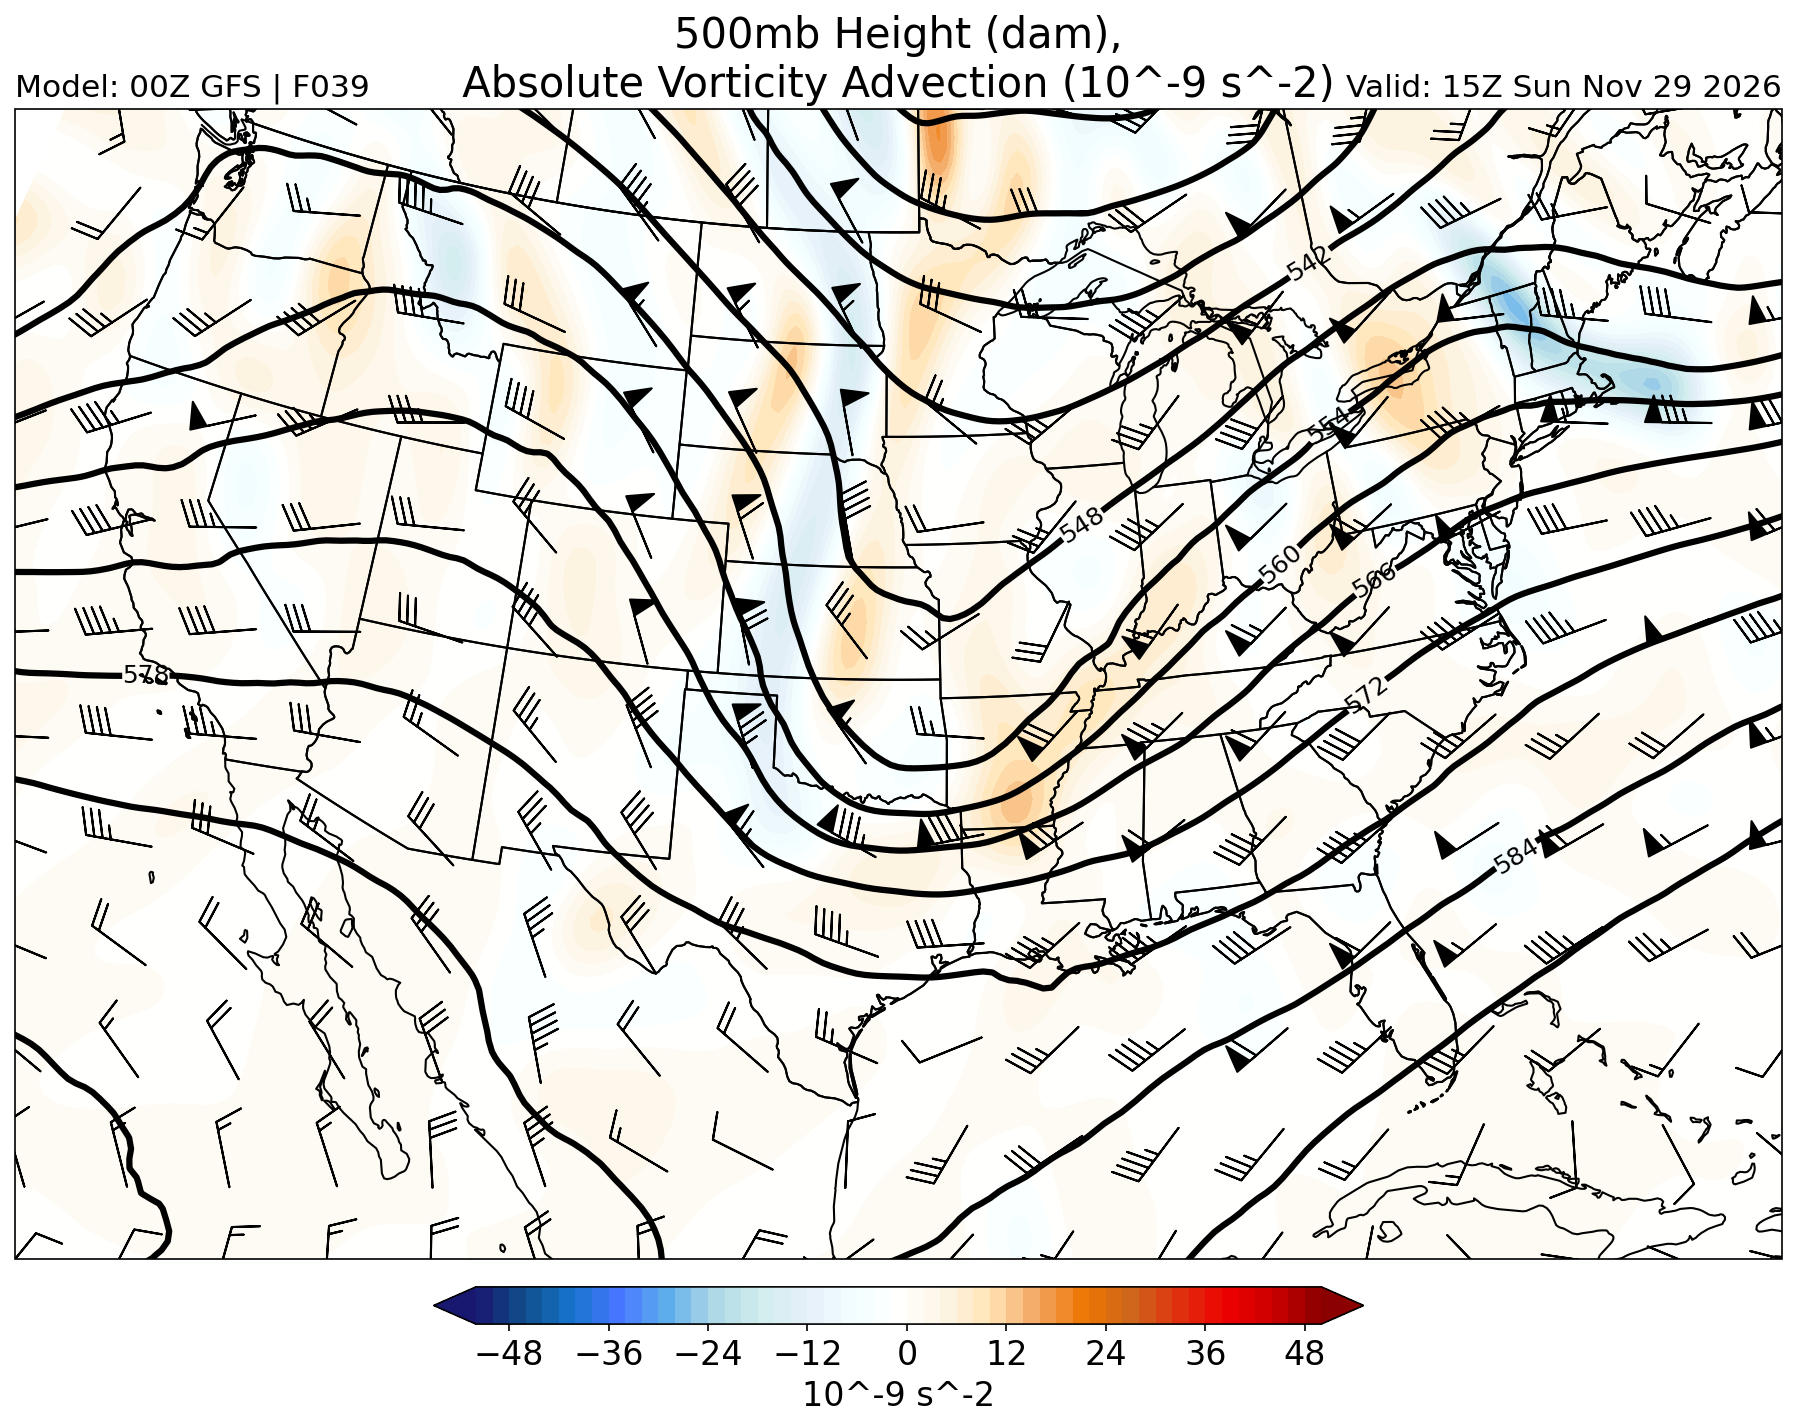 500mb Height (dam),
Model: 00Z GFS | F039
Absolute Vorticity Advection (10^-9 s^-2)
Valid: 15Z Sun Nov 29 2026
542
554
548
560
566
578
572
584
−48 −36 −24 −12 0 12 24 36 48
10^-9 s^-2